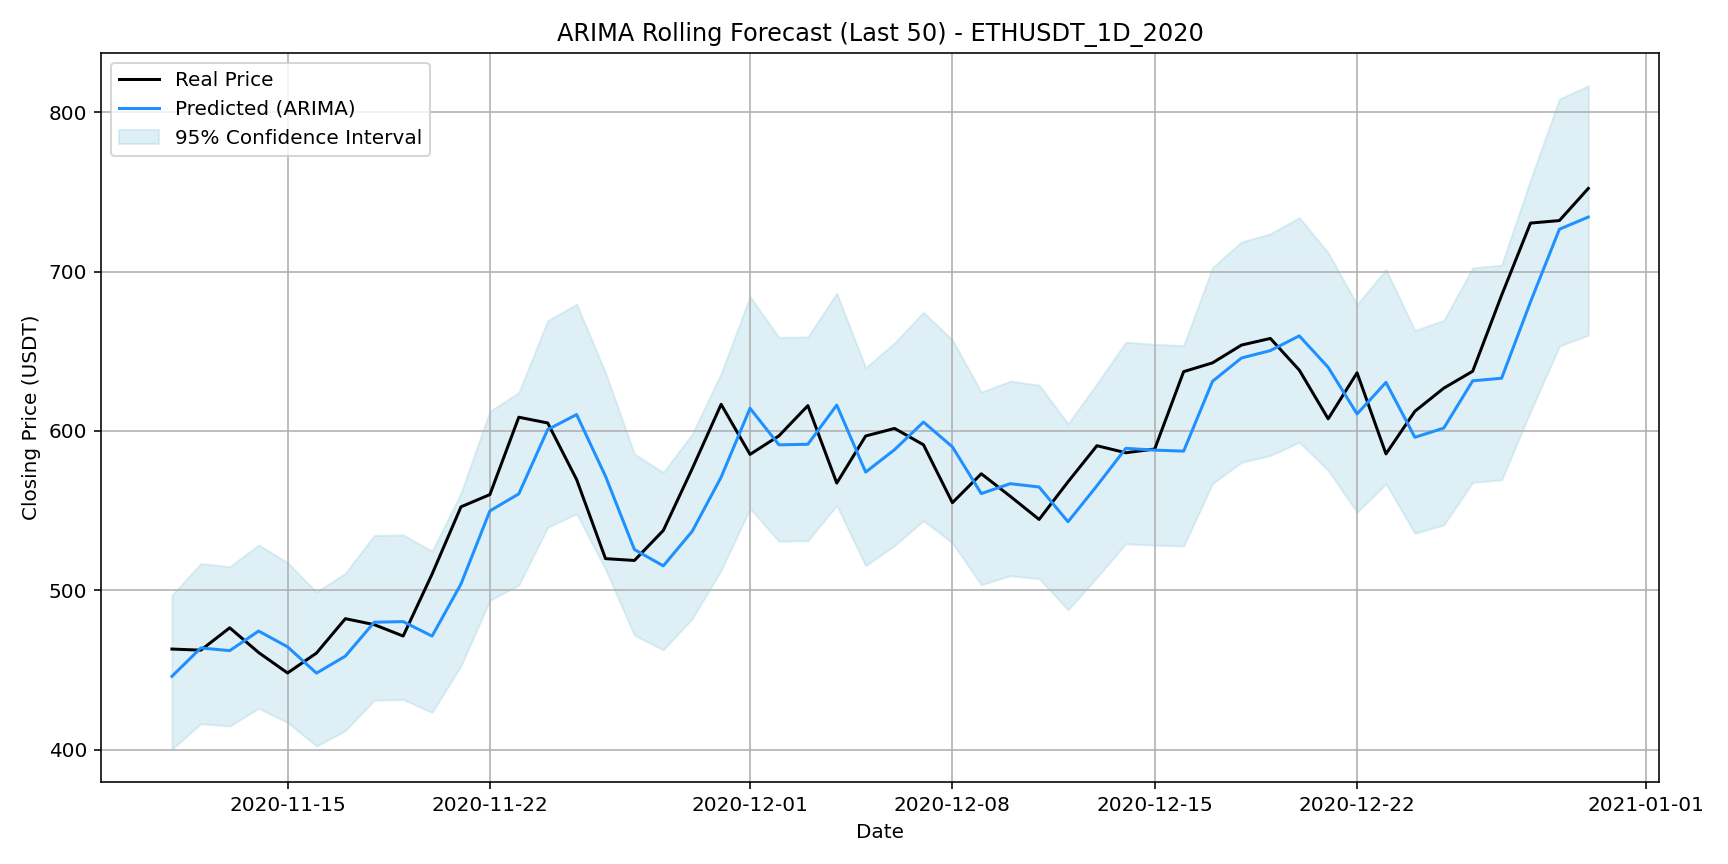 ARIMA Rolling Forecast (Last 50) - ETHUSDT_1D_2020
Real Price
Predicted (ARIMA)
95% Confidence Interval
Closing Price (USDT)
800
700
600
500
400
2020-11-15
2020-11-22
2020-12-01
2020-12-08
2020-12-15
2020-12-22
2021-01-01
Date